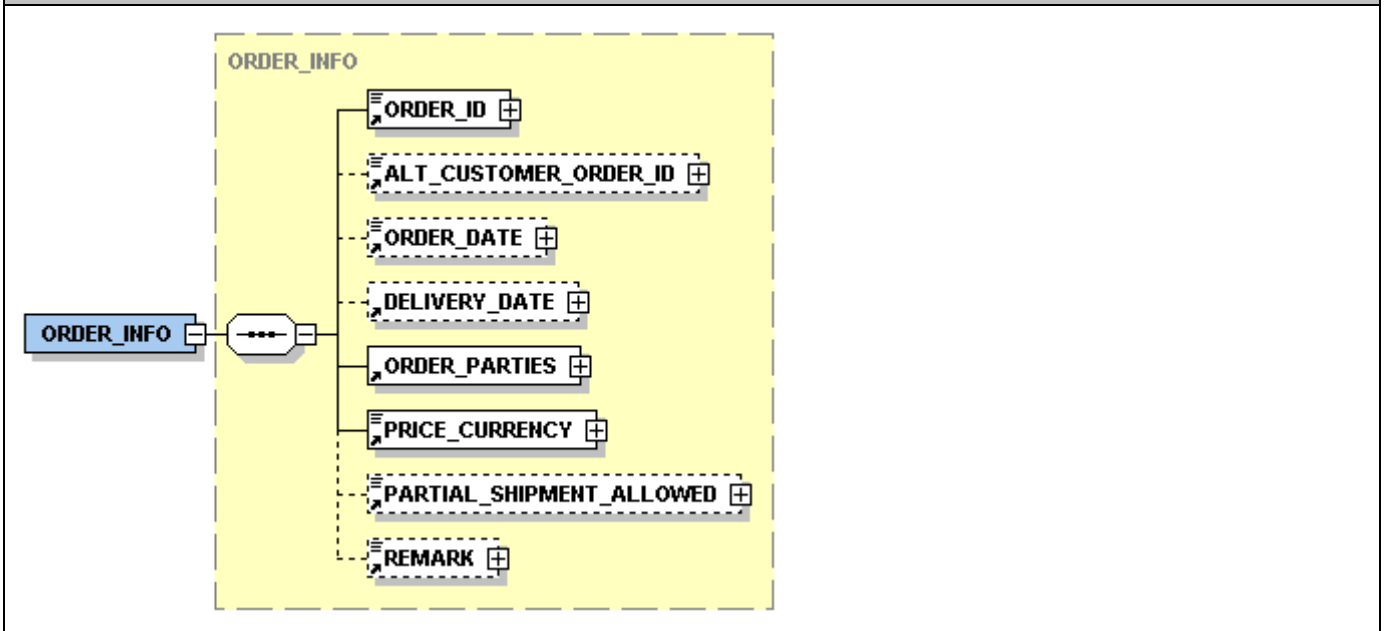 ORDER_INFO
ORDER_ID
ALT_CUSTOMER_ORDER_ID
ORDER_DATE
DELIVERY_DATE
ORDER_INFO
ORDER_PARTIES
PRICE_CURRENCY
PARTIAL_SHIPMENT_ALLOWED
REMARK